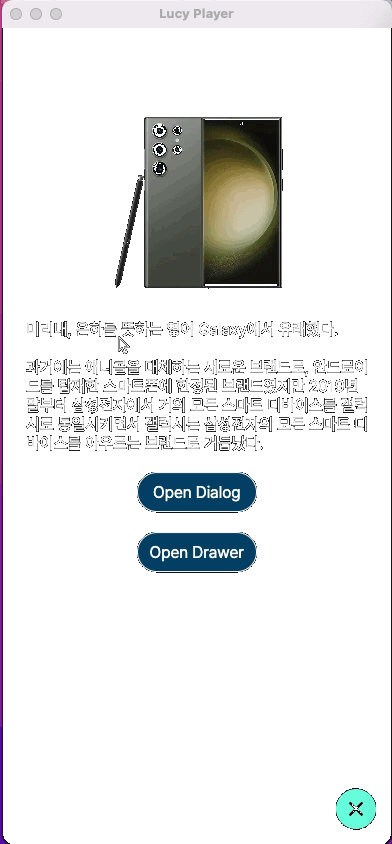 Lucy Player
미리내, 은하를 뜻하는 영어 Galaxy에서 유래했다.
과거에는 애니콜을 대체하는 새로운 브랜드로, 안드로이
드를 탑재한 스마트폰에 한정된 브랜드였지만 2010년
말부터 삼성전자에서 거의 모든 스마트 디바이스를 갤럭
시로 통일시키면서 갤럭시는 삼성전자의 모든 스마트 디
바이스를 아우르는 브랜드로 거듭났다.
Open Dialog
Open Drawer